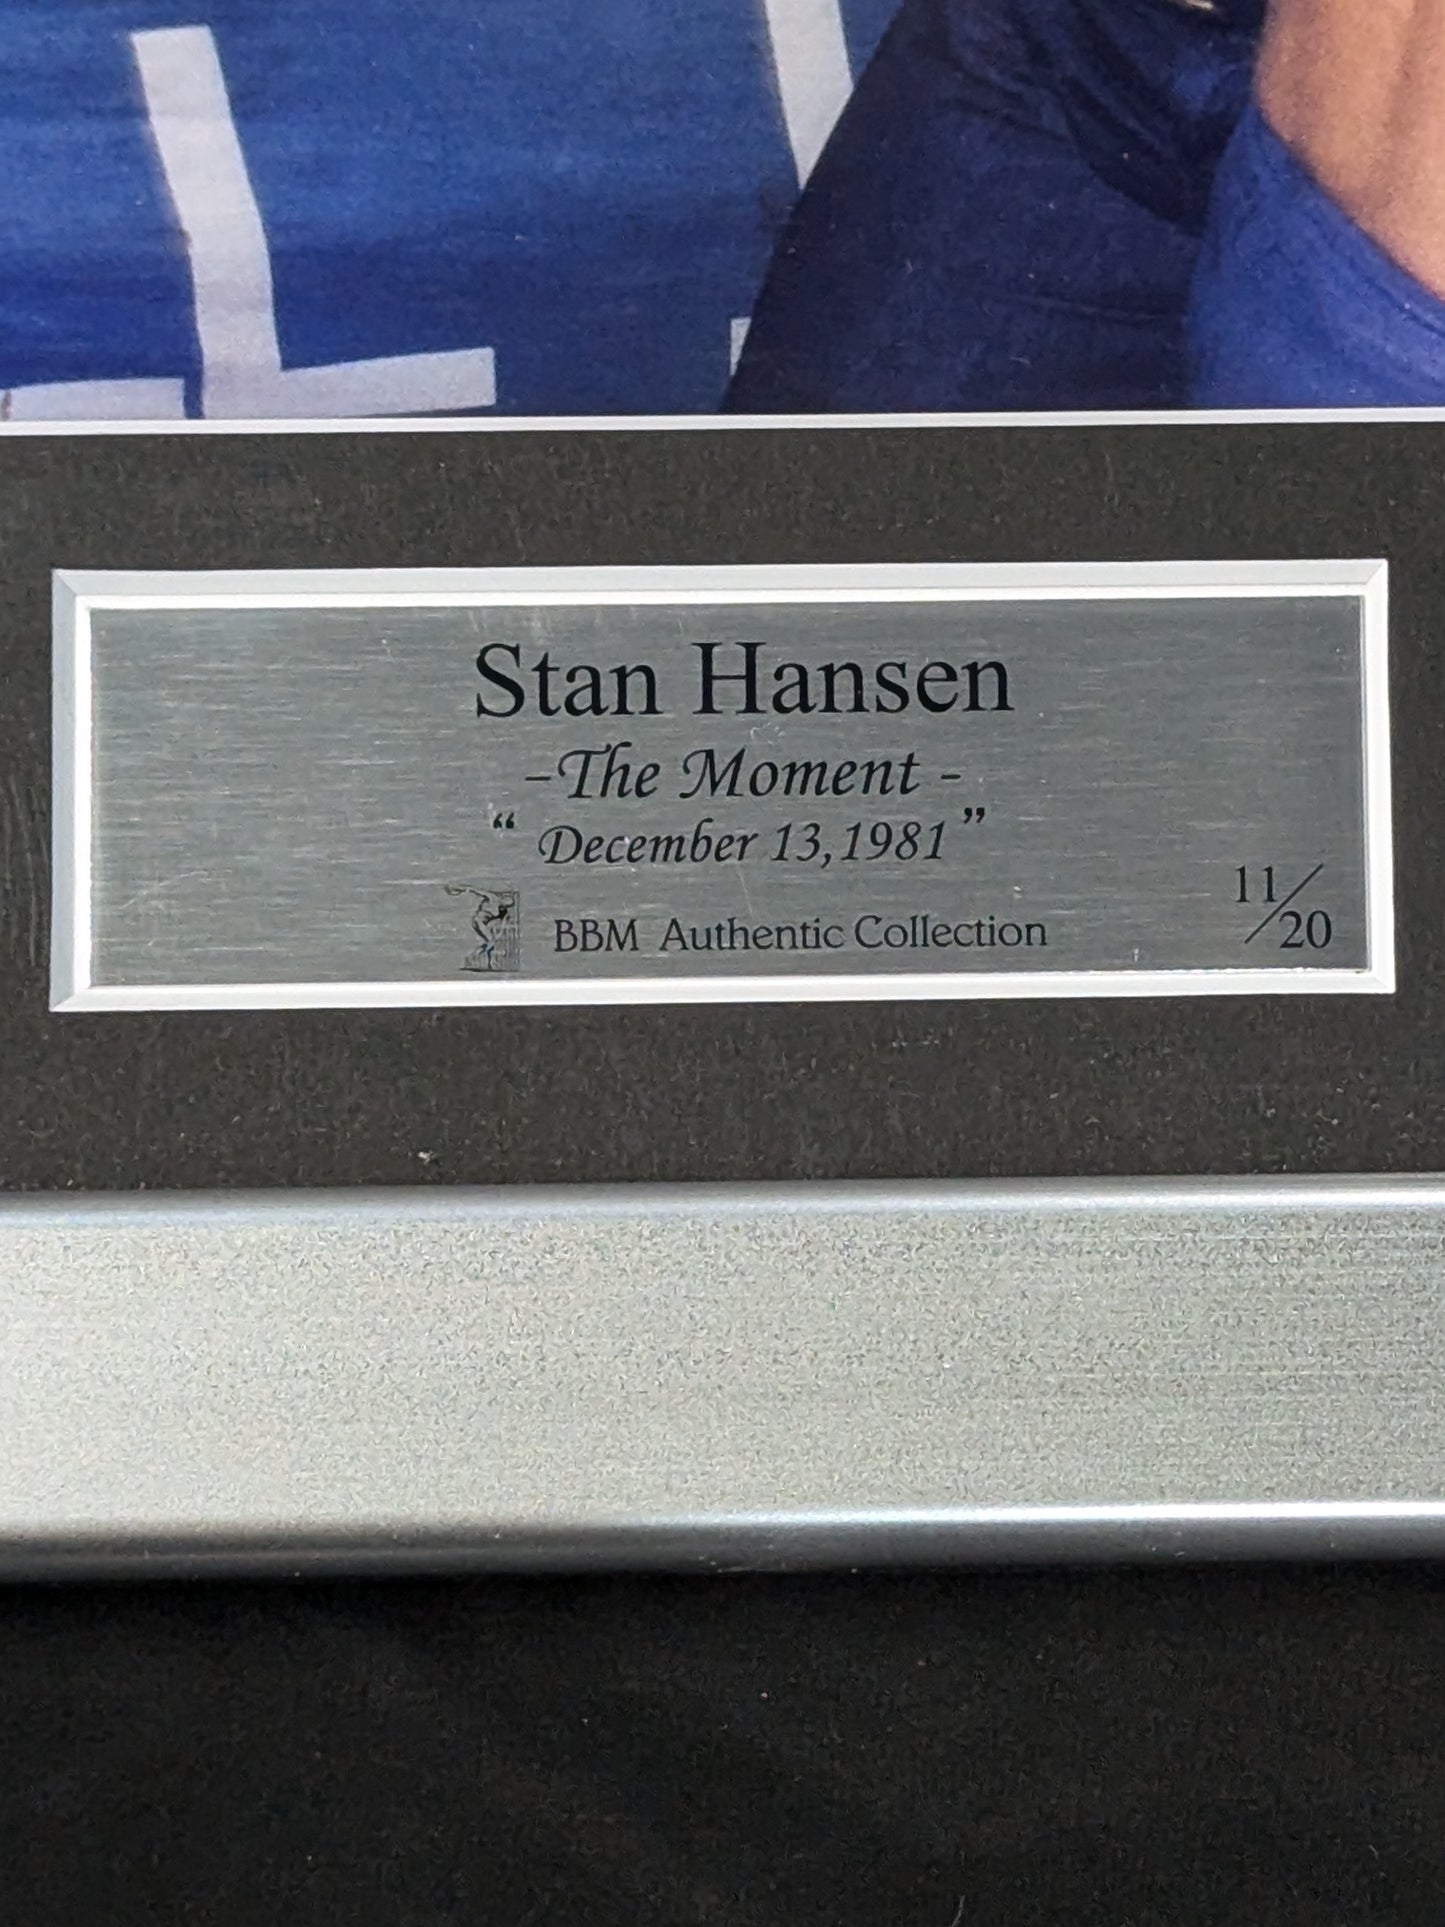 Stan Hansen
-The Moment -
“ December 13,1981 ”
BBM Authentic Collection
11/20